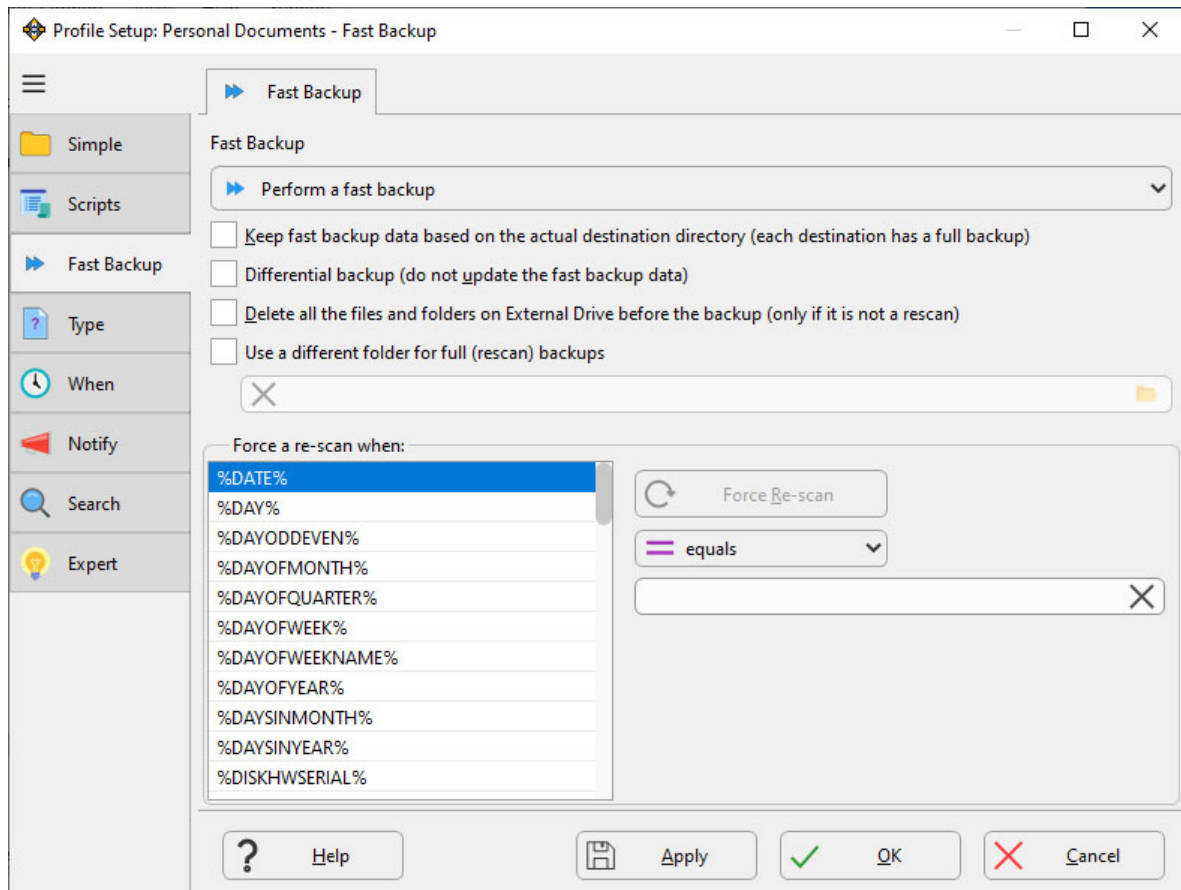 Profile Setup: Personal Documents - Fast Backup
Fast Backup
Simple
Scripts
Fast Backup
Type
When
Notify
Search
Expert
Fast Backup
Perform a fast backup
Keep fast backup data based on the actual destination directory (each destination has a full backup)
Differential backup (do not update the fast backup data)
Delete all the files and folders on External Drive before the backup (only if it is not a rescan)
Use a different folder for full (rescan) backups
Force a re-scan when:
%DATE%
%DAY%
%DAYODDEVEN%
%DAYOFMONTH%
%DAYOFQUARTER%
%DAYOFWEEK%
%DAYOFWEEKNAME%
%DAYOFYEAR%
%DAYSINMONTH%
%DAYSINYEAR%
%DISKHWSERIAL%
Force Re-scan
equals
? Help
Apply
OK
Cancel